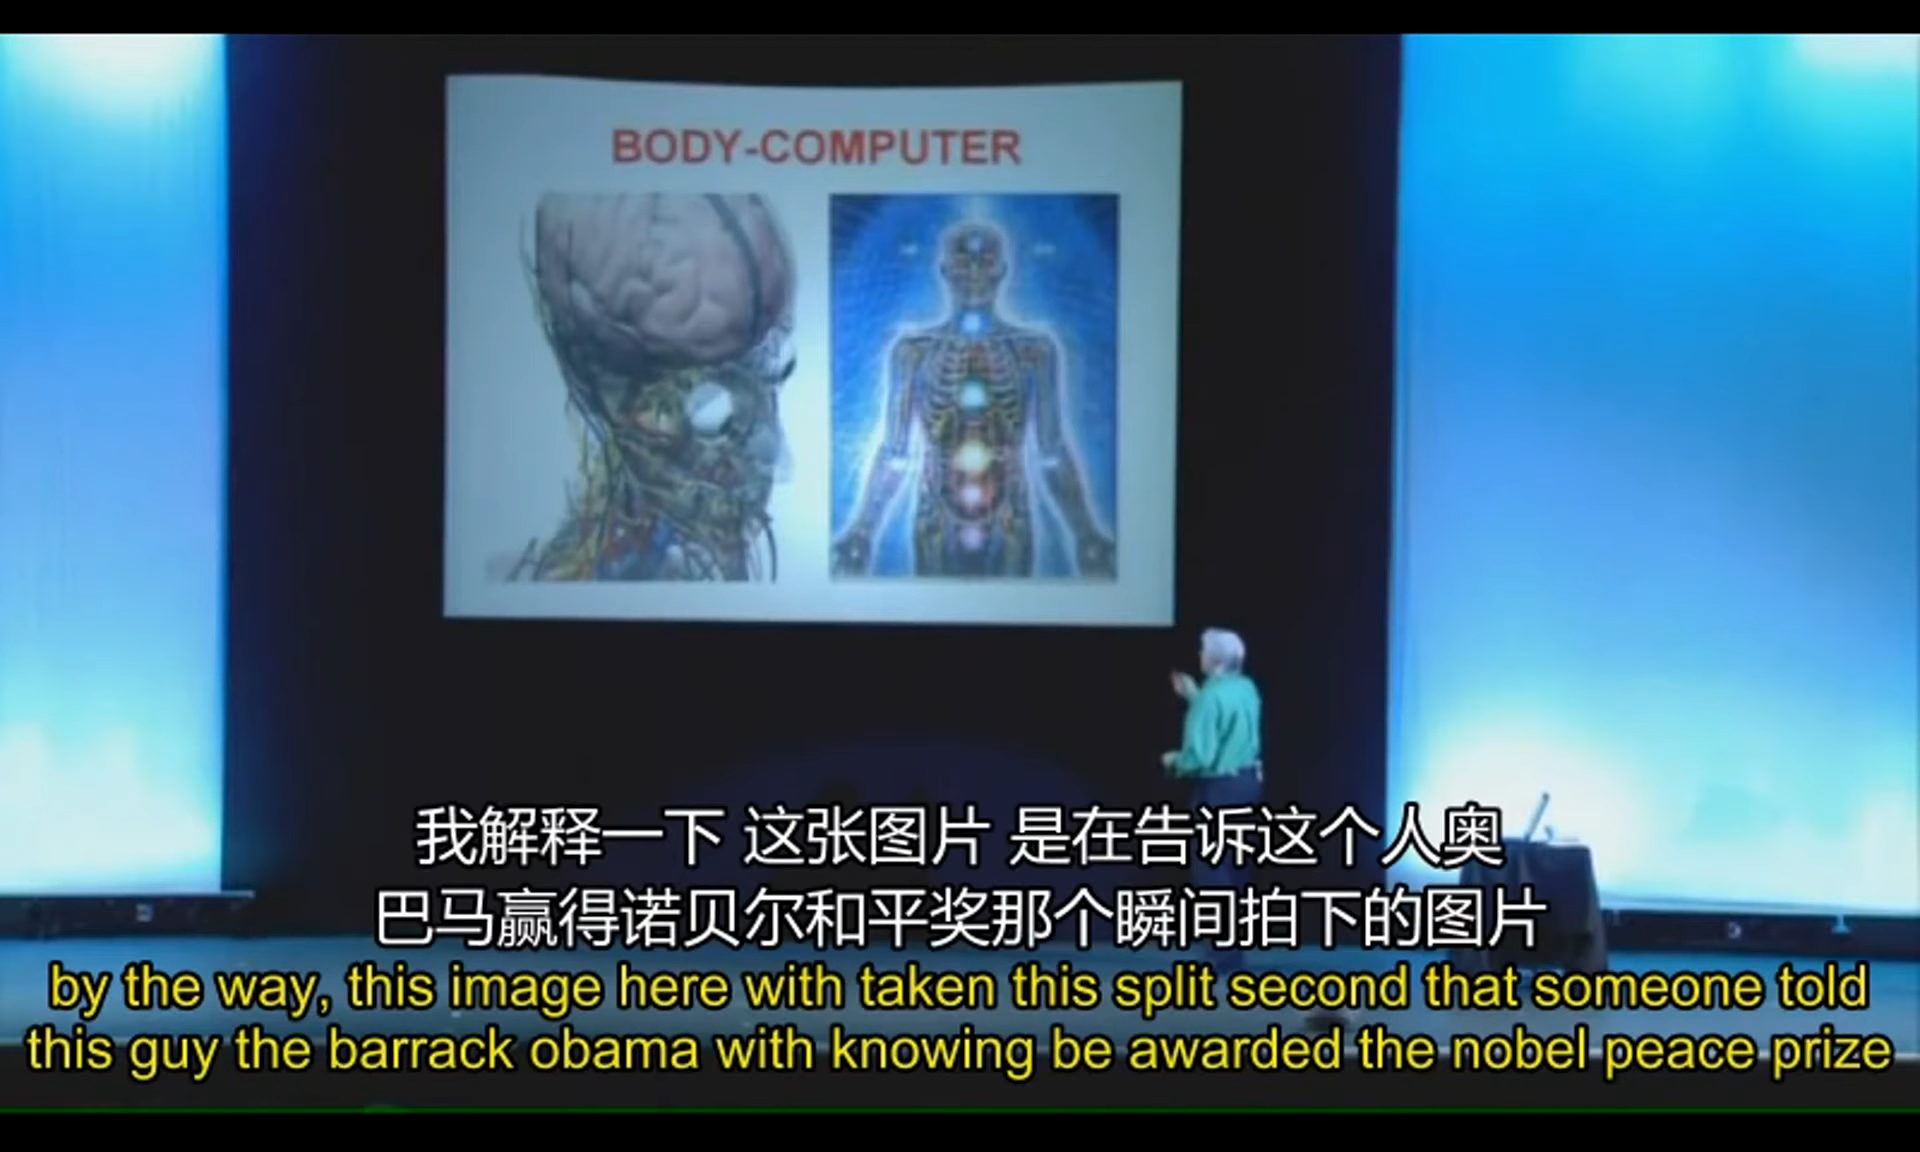 BODY-COMPUTER
我解释一下 这张图片 是在告诉这个人奥
巴马赢得诺贝尔和平奖那个瞬间拍下的图片
by the way, this image here with taken this split second that someone told
this guy the barrack obama with knowing be awarded the nobel peace prize